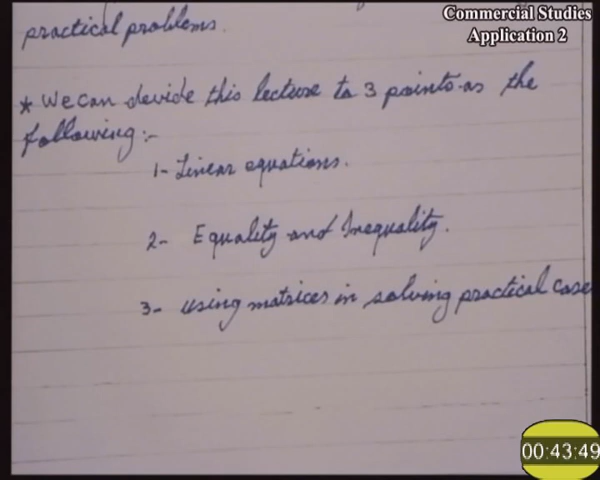 Commercial Studies
Application 2
practical problems.
* We can devide this lecture to 3 points as the
following:-
1- Linear equations.
2- Equality and Inequality.
3- using matrices in solving practical case
00:43:49